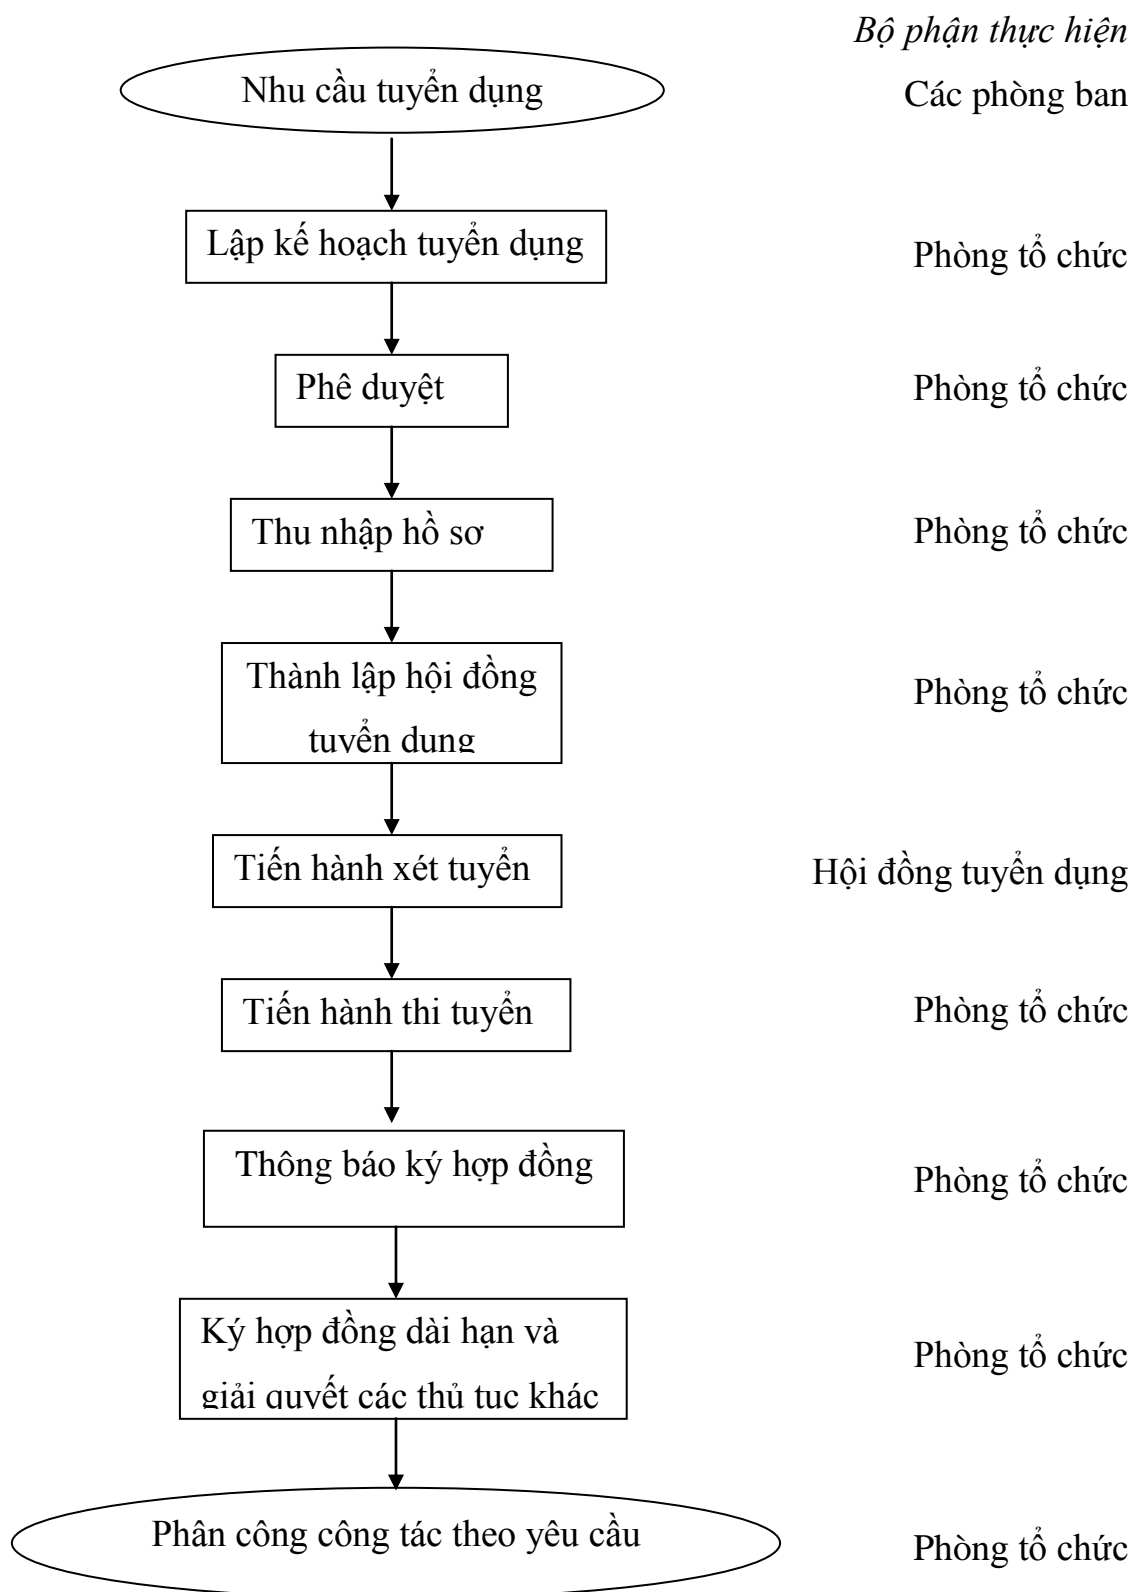 Bộ phận thực hiện
Nhu cầu tuyển dụng
Các phòng ban
Lập kế hoạch tuyển dụng
Phòng tổ chức
Phê duyệt
Phòng tổ chức
Thu nhập hồ sơ
Phòng tổ chức
Thành lập hội đồng
tuyển dụng
Phòng tổ chức
Tiến hành xét tuyển
Hội đồng tuyển dụng
Tiến hành thi tuyển
Phòng tổ chức
Thông báo ký hợp đồng
Phòng tổ chức
Ký hợp đồng dài hạn và
giải quyết các thủ tục khác
Phòng tổ chức
Phân công công tác theo yêu cầu
Phòng tổ chức